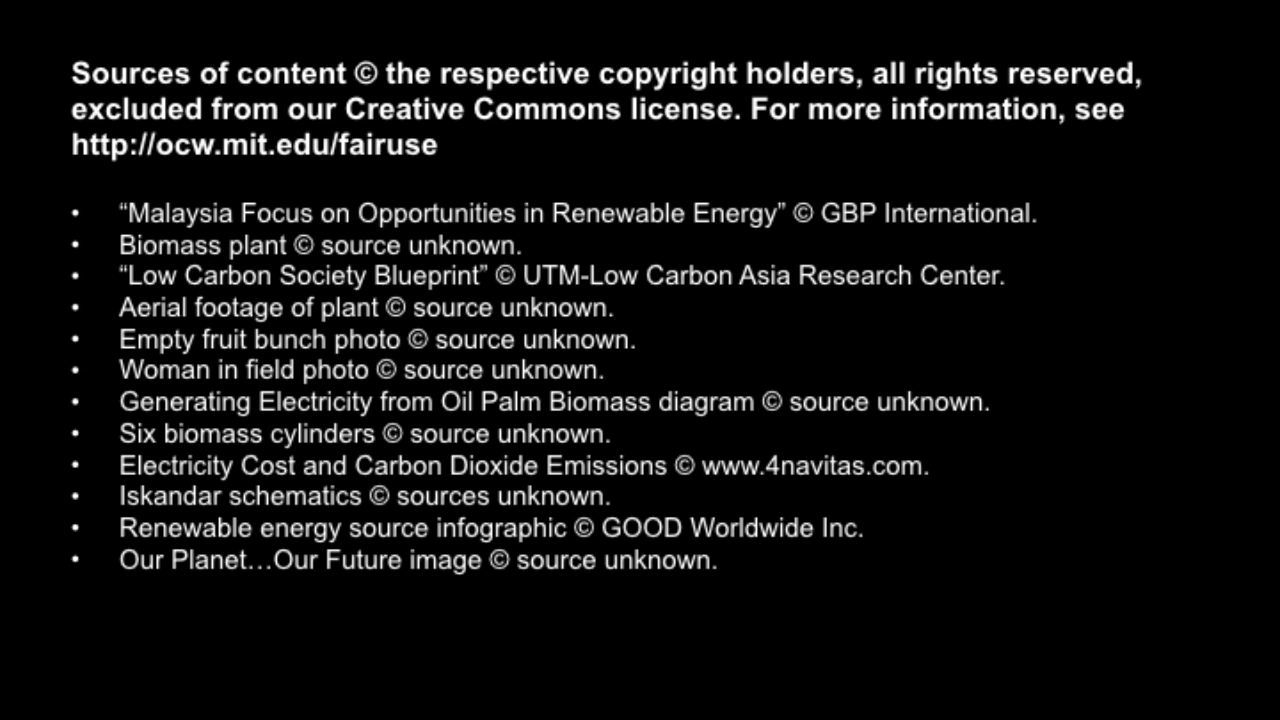 Sources of content © the respective copyright holders, all rights reserved,
excluded from our Creative Commons license. For more information, see
http://ocw.mit.edu/fairuse
• “Malaysia Focus on Opportunities in Renewable Energy” © GBP International.
• Biomass plant © source unknown.
• “Low Carbon Society Blueprint” © UTM-Low Carbon Asia Research Center.
• Aerial footage of plant © source unknown.
• Empty fruit bunch photo © source unknown.
• Woman in field photo © source unknown.
• Generating Electricity from Oil Palm Biomass diagram © source unknown.
• Six biomass cylinders © source unknown.
• Electricity Cost and Carbon Dioxide Emissions © www.4navitas.com.
• Iskandar schematics © sources unknown.
• Renewable energy source infographic © GOOD Worldwide Inc.
• Our Planet…Our Future image © source unknown.